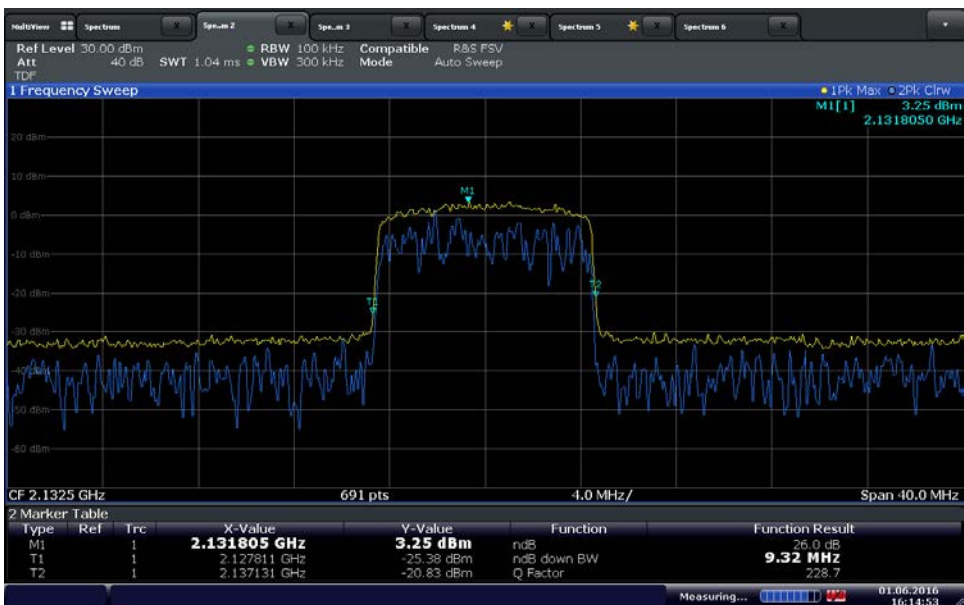 MultiView Spectrum X Spe...m 2 X Spe...m 3 X Spectrum 4 X Spectrum 5 X Spectrum 6 X
Ref Level 30.00 dBm RBW 100 kHz Compatible R&S FSV
Att 40 dB SWT 1.04 ms VBW 300 kHz Mode Auto Sweep
TDF
1 Frequency Sweep 1Pk Max 2Pk Clrw
M1[1] 3.25 dBm
2.1318050 GHz
20 dBm
10 dBm
M1
0 dBm
-10 dBm
-20 dBm
T1 T2
-30 dBm
-40 dBm
-50 dBm
-60 dBm
CF 2.1325 GHz 691 pts 4.0 MHz/ Span 40.0 MHz
2 Marker Table
Type Ref Trc X-Value Y-Value Function Function Result
M1 1 2.131805 GHz 3.25 dBm ndB 26.0 dB
T1 1 2.127811 GHz -25.38 dBm ndB down BW 9.32 MHz
T2 1 2.137131 GHz -20.83 dBm Q Factor 228.7
Measuring... 01.06.2016
16:14:53